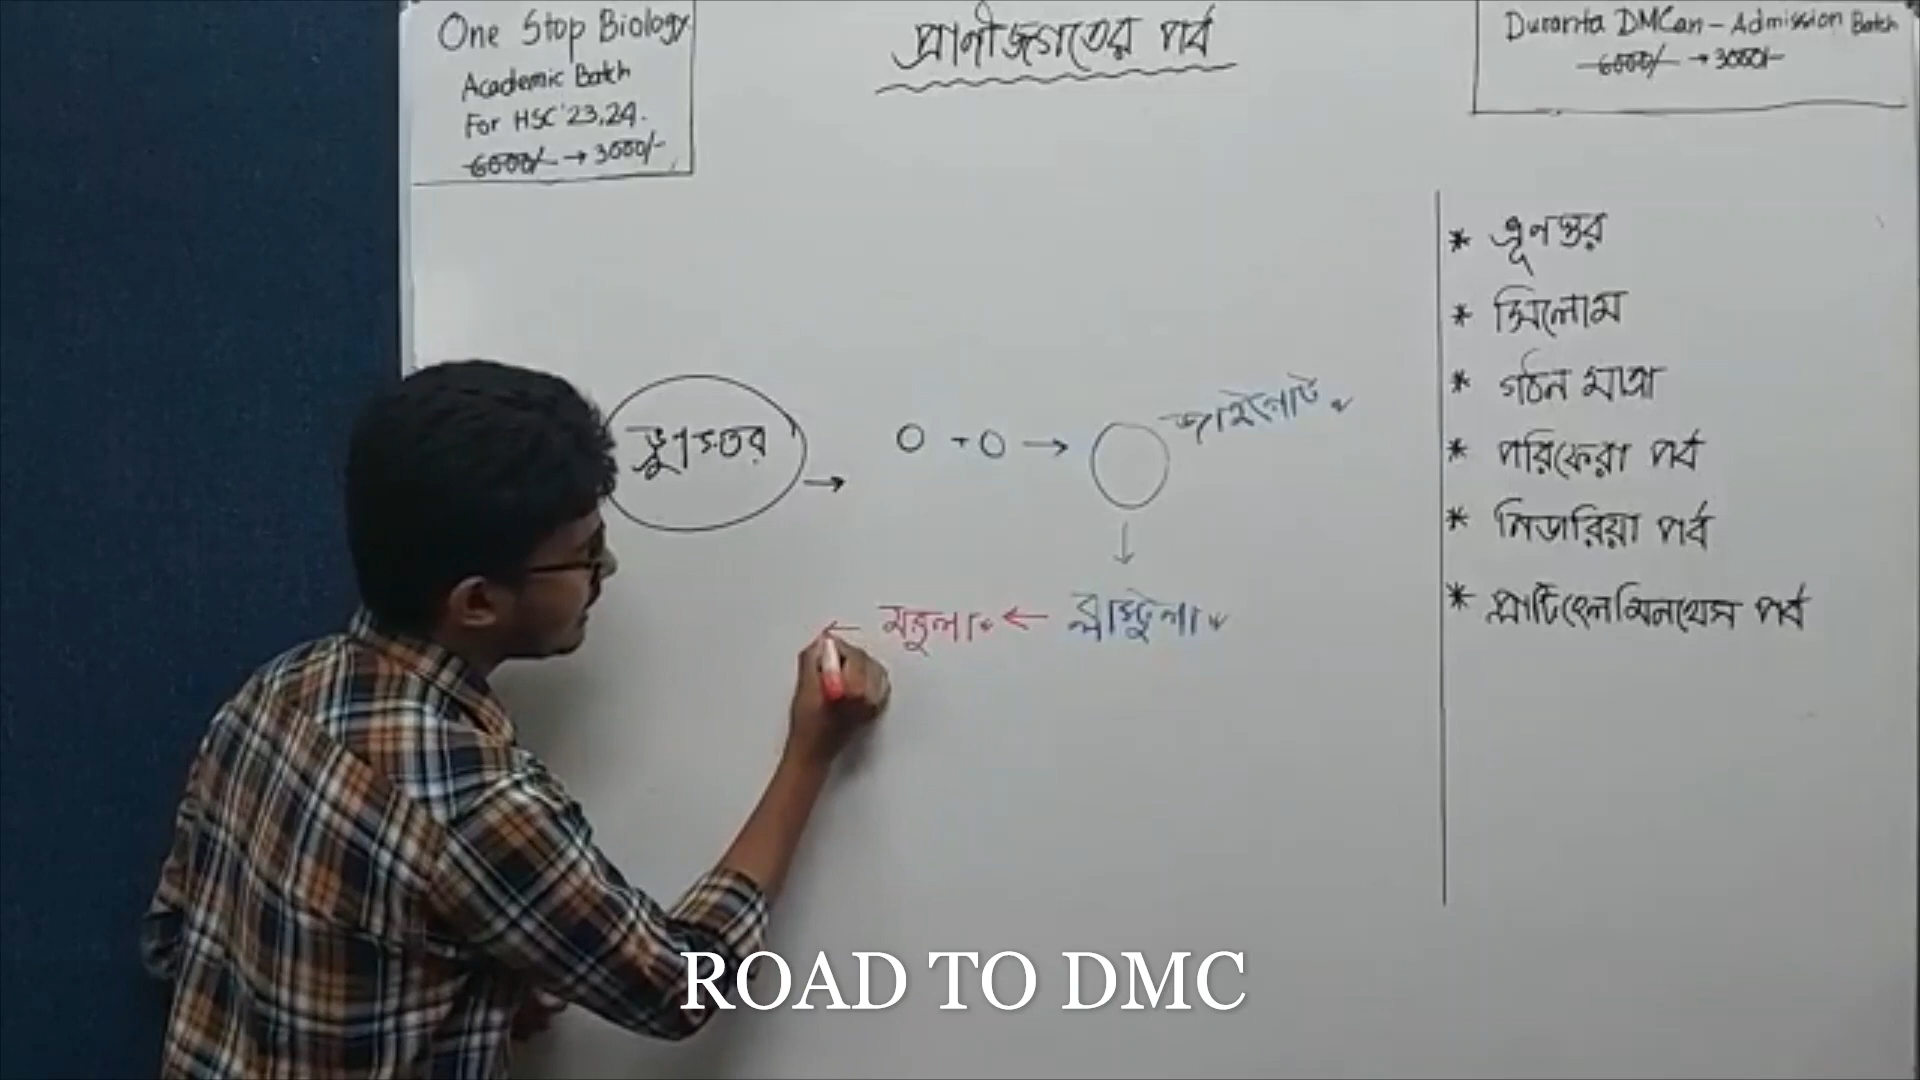 One Stop Biology
Academic Batch
For HSC'23,24.
6000/- → 3000/-
প্রাণীজগতের পর্ব
Duranta DMCan - Admission Batch
6000/- → 3000/-
* ভ্রূণস্তর
* সিলোম
* গঠন মাত্রা
* পরিফেরা পর্ব
* নিডারিয়া পর্ব
* প্লাটিহেলমিনথেস পর্ব
ভ্রুণস্তর
→ O + O → জাইগোট
↓
← মরুলা ← ব্লাস্টুলা
ROAD TO DMC